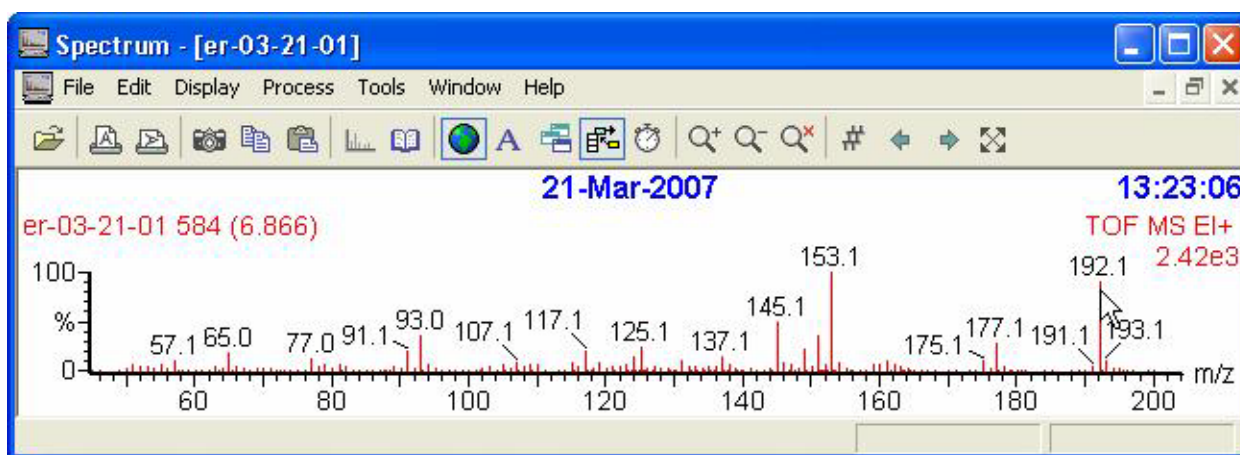 Spectrum - [er-03-21-01]
File Edit Display Process Tools Window Help
A A #
21-Mar-2007 13:23:06
er-03-21-01 584 (6.866) TOF MS EI+
2.42e3
100
%
0
57.1 65.0 77.0 91.1 93.0 107.1 117.1 125.1 137.1 145.1 153.1 175.1 177.1 191.1 192.1 193.1
m/z
60 80 100 120 140 160 180 200